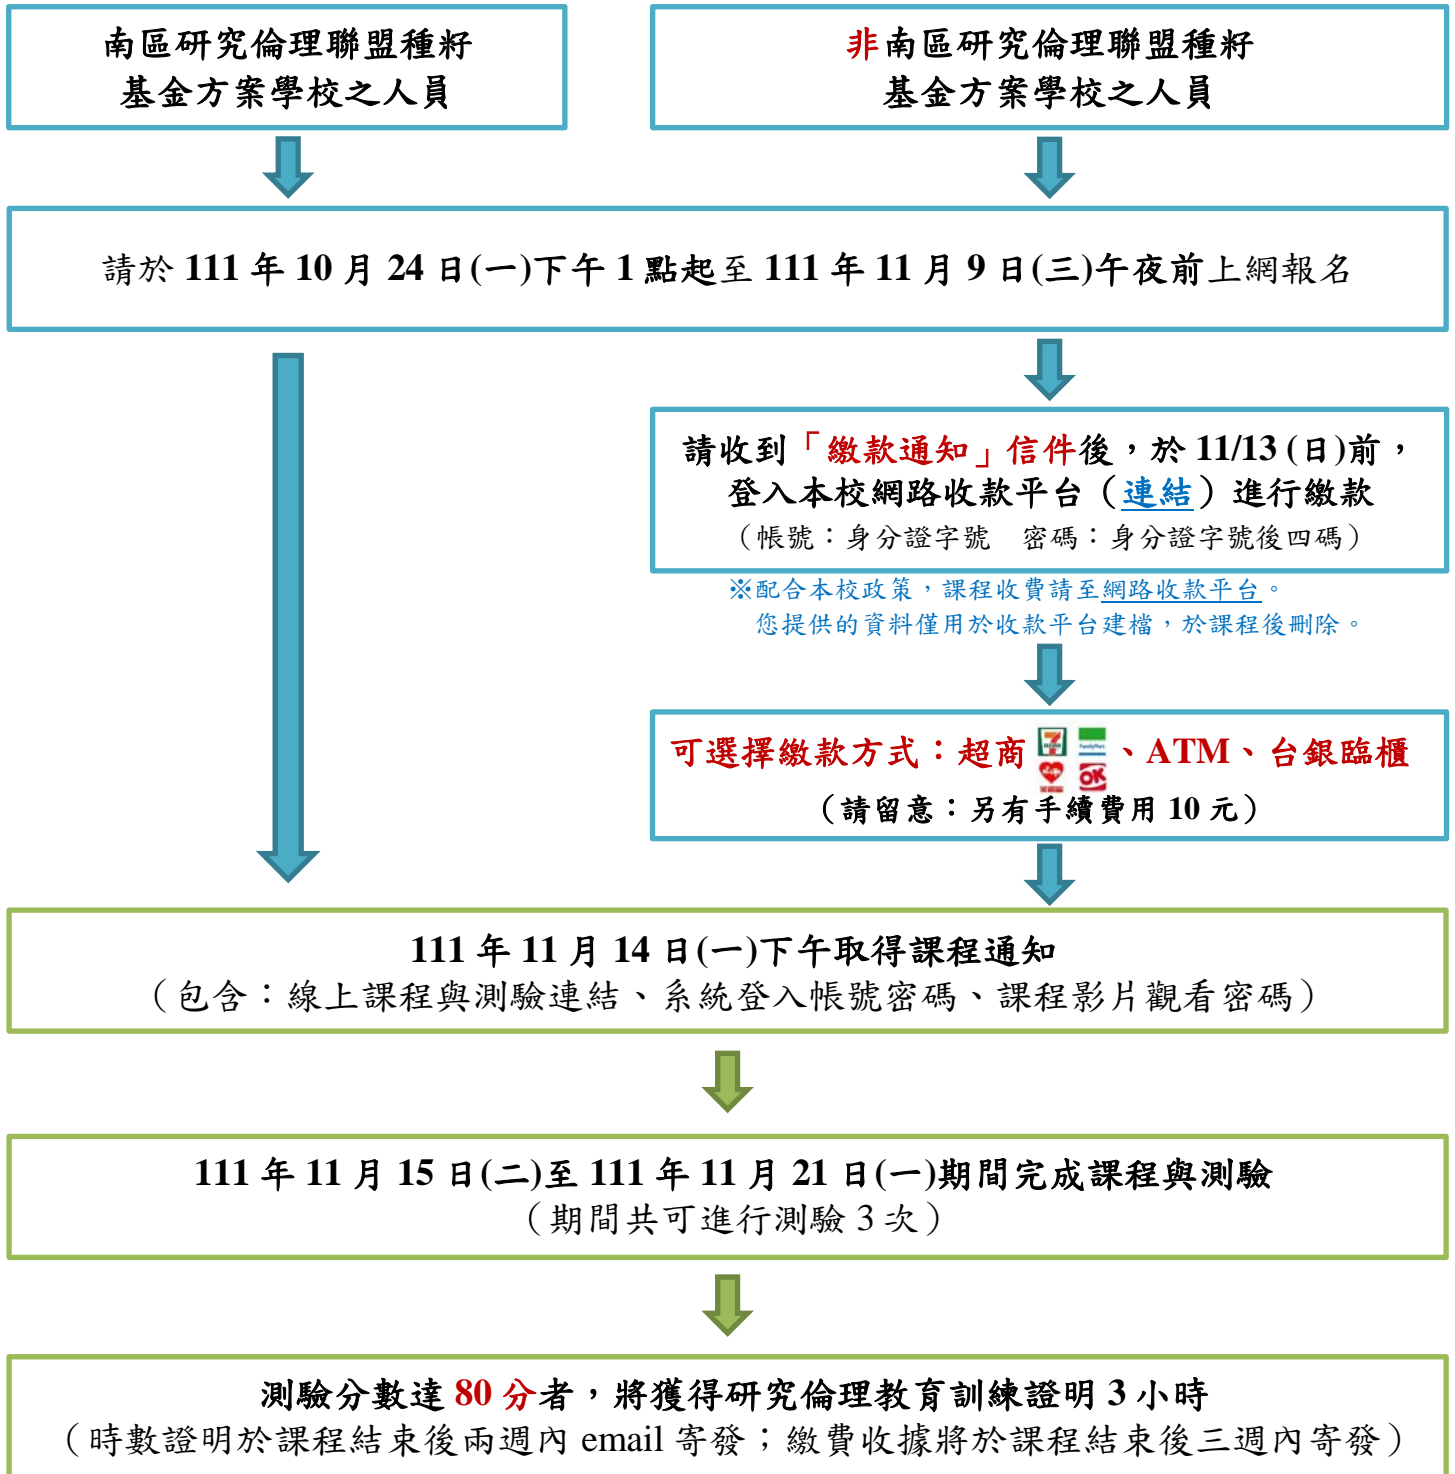 南區研究倫理聯盟種籽
基金方案學校之人員
非南區研究倫理聯盟種籽
基金方案學校之人員
請於 111 年 10 月 24 日(一)下午 1 點起至 111 年 11 月 9 日(三)午夜前上網報名
請收到「繳款通知」信件後，於 11/13 (日)前，
登入本校網路收款平台（連結）進行繳款
（帳號：身分證字號　密碼：身分證字號後四碼）
※配合本校政策，課程收費請至網路收款平台。
您提供的資料僅用於收款平台建檔，於課程後刪除。
可選擇繳款方式：超商 、ATM、台銀臨櫃
（請留意：另有手續費用 10 元）
111 年 11 月 14 日(一)下午取得課程通知
（包含：線上課程與測驗連結、系統登入帳號密碼、課程影片觀看密碼）
111 年 11 月 15 日(二)至 111 年 11 月 21 日(一)期間完成課程與測驗
（期間共可進行測驗 3 次）
測驗分數達 80 分者，將獲得研究倫理教育訓練證明 3 小時
（時數證明於課程結束後兩週內 email 寄發；繳費收據將於課程結束後三週內寄發）